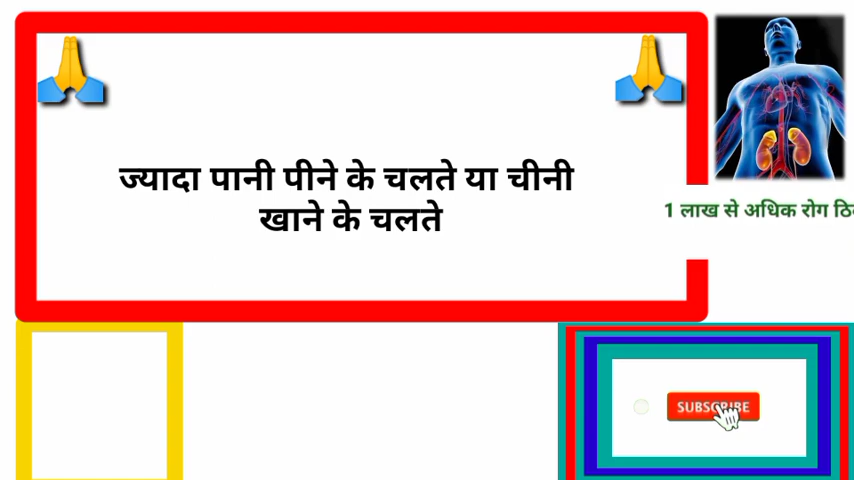 ज्यादा पानी पीने के चलते या चीनी
खाने के चलते
1 लाख से अधिक रोग
SUBSCRIBE